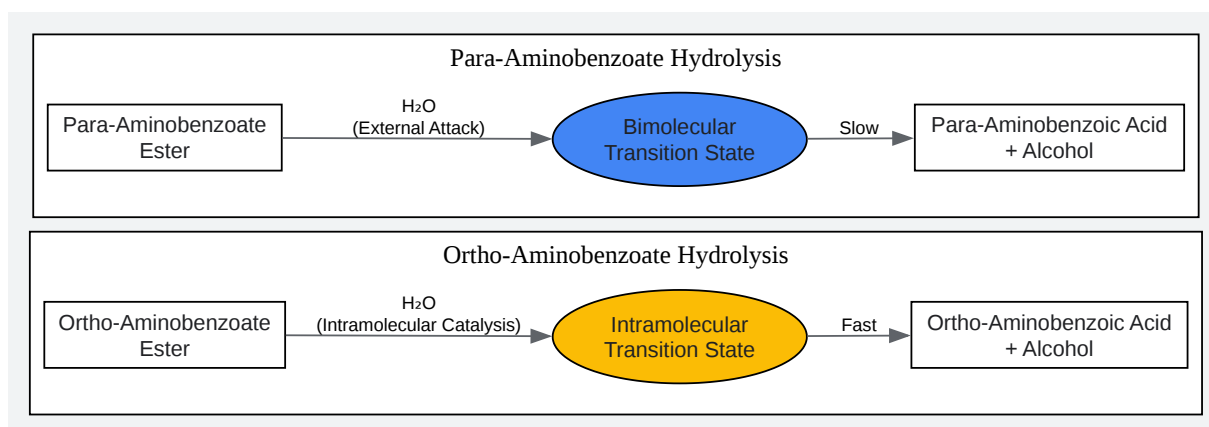 Para-Aminobenzoate Hydrolysis
Para-Aminobenzoate
Ester
H₂O
(External Attack)
Bimolecular
Transition State
Slow
Para-Aminobenzoic Acid
+ Alcohol
Ortho-Aminobenzoate Hydrolysis
Ortho-Aminobenzoate
Ester
H₂O
(Intramolecular Catalysis)
Intramolecular
Transition State
Fast
Ortho-Aminobenzoic Acid
+ Alcohol